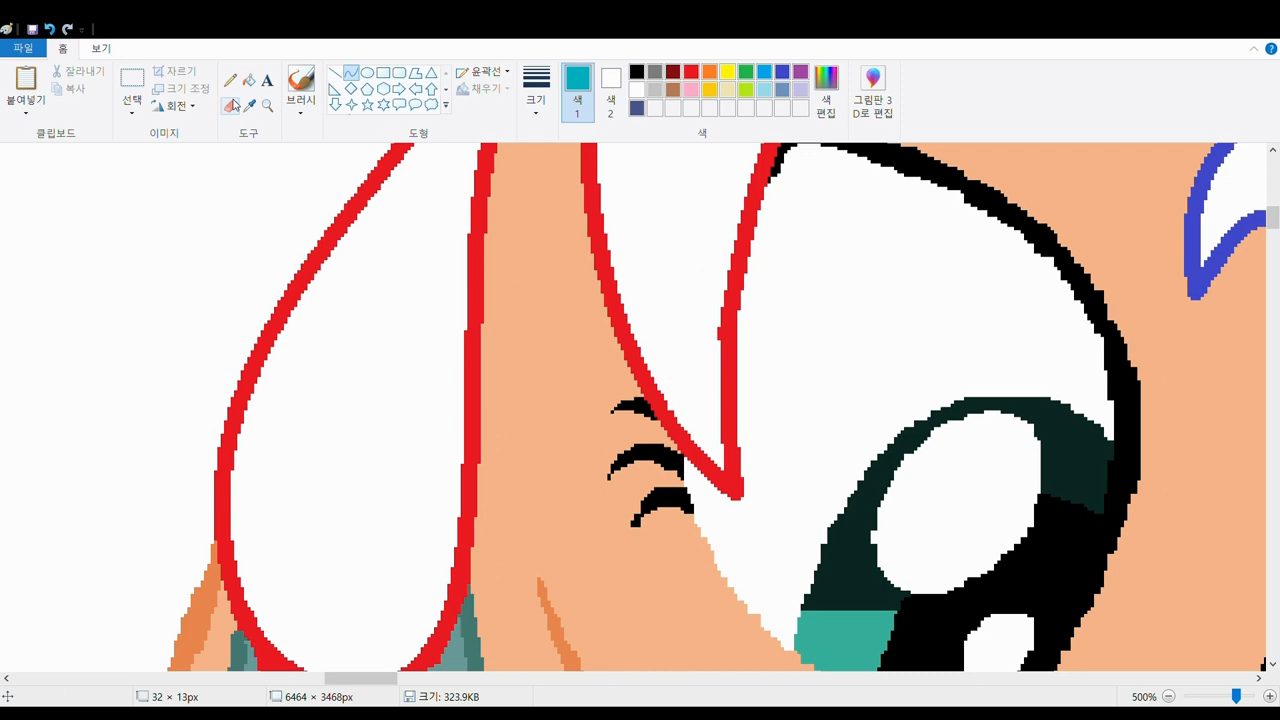 파일 홈 보기
잘라내기
복사
붙여넣기
클립보드
선택
자르기
크기 조정
회전
이미지
A
도구
브러시
윤곽선
채우기
도형
크기
색
1
색
2
색
편집
색
그림판 3
D로 편집
32 × 13px
6464 × 3468px
크기: 323.9KB
500%